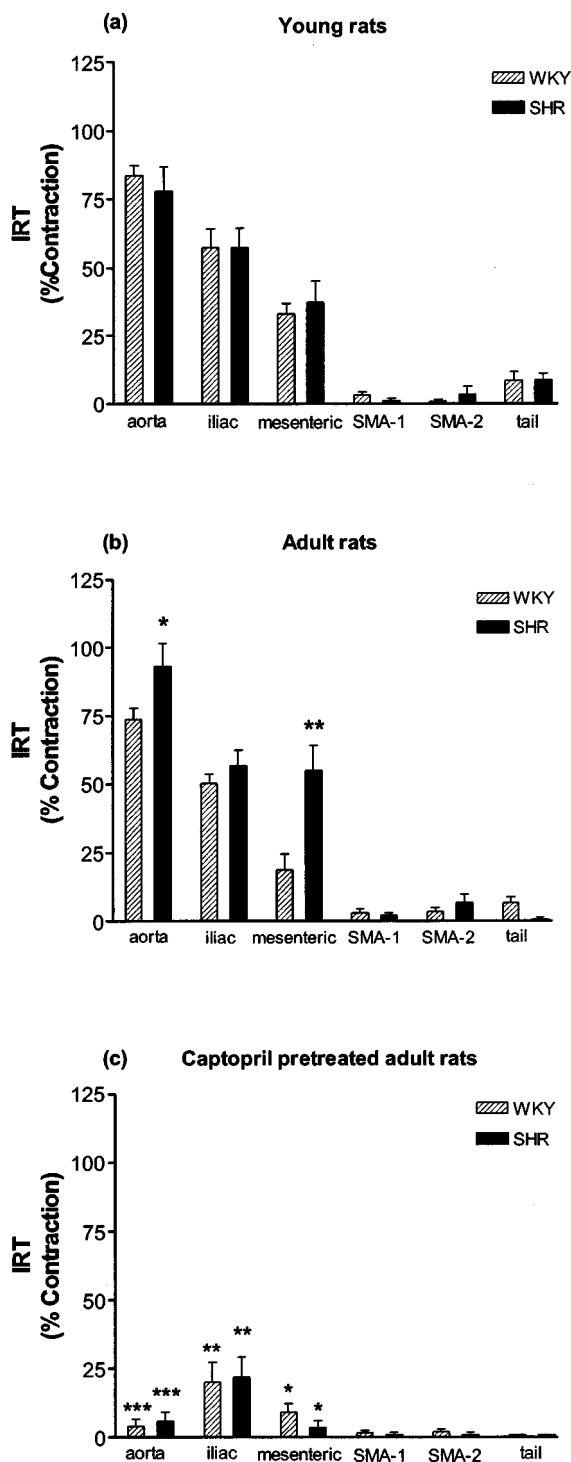 (a) Young rats
WKY
SHR
IRT
(%Contraction)
125
100
75
50
25
0
aorta iliac mesenteric SMA-1 SMA-2 tail
(b) Adult rats
WKY
SHR
IRT
(% Contraction)
125
100
75
50
25
0
* **
aorta iliac mesenteric SMA-1 SMA-2 tail
(c) Captopril pretreated adult rats
WKY
SHR
IRT
(% Contraction)
125
100
75
50
25
0
*** *** ** ** * *
aorta iliac mesenteric SMA-1 SMA-2 tail